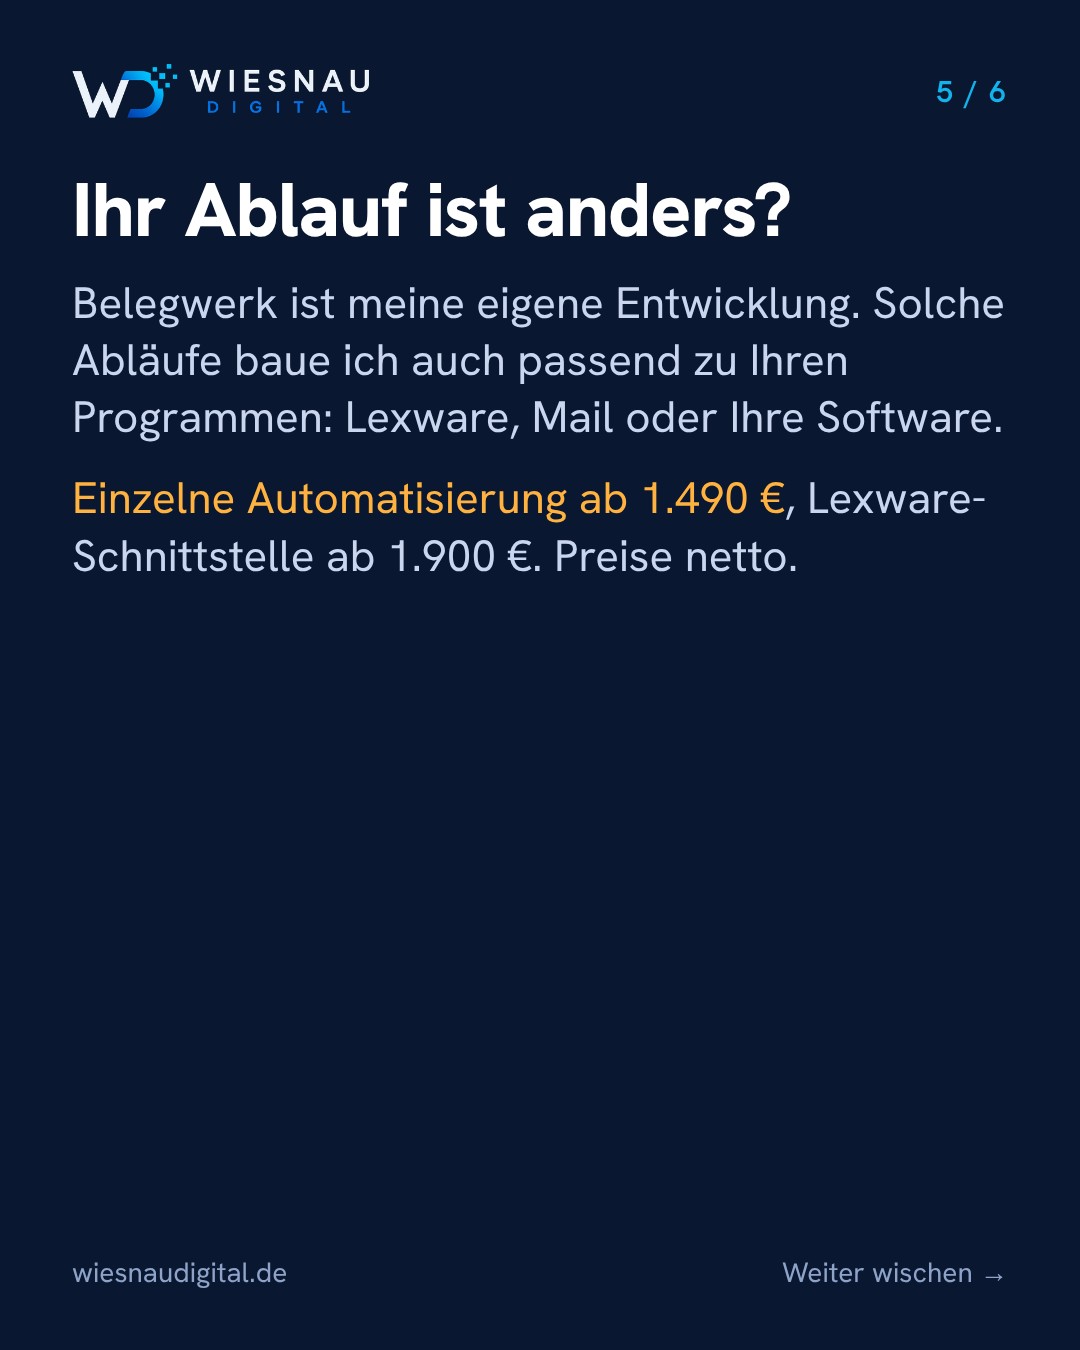 WIESNAU
DIGITAL
5 / 6
Ihr Ablauf ist anders?
Belegwerk ist meine eigene Entwicklung. Solche
Abläufe baue ich auch passend zu Ihren
Programmen: Lexware, Mail oder Ihre Software.
Einzelne Automatisierung ab 1.490 €, Lexware-
Schnittstelle ab 1.900 €. Preise netto.
wiesnaudigital.de
Weiter wischen →